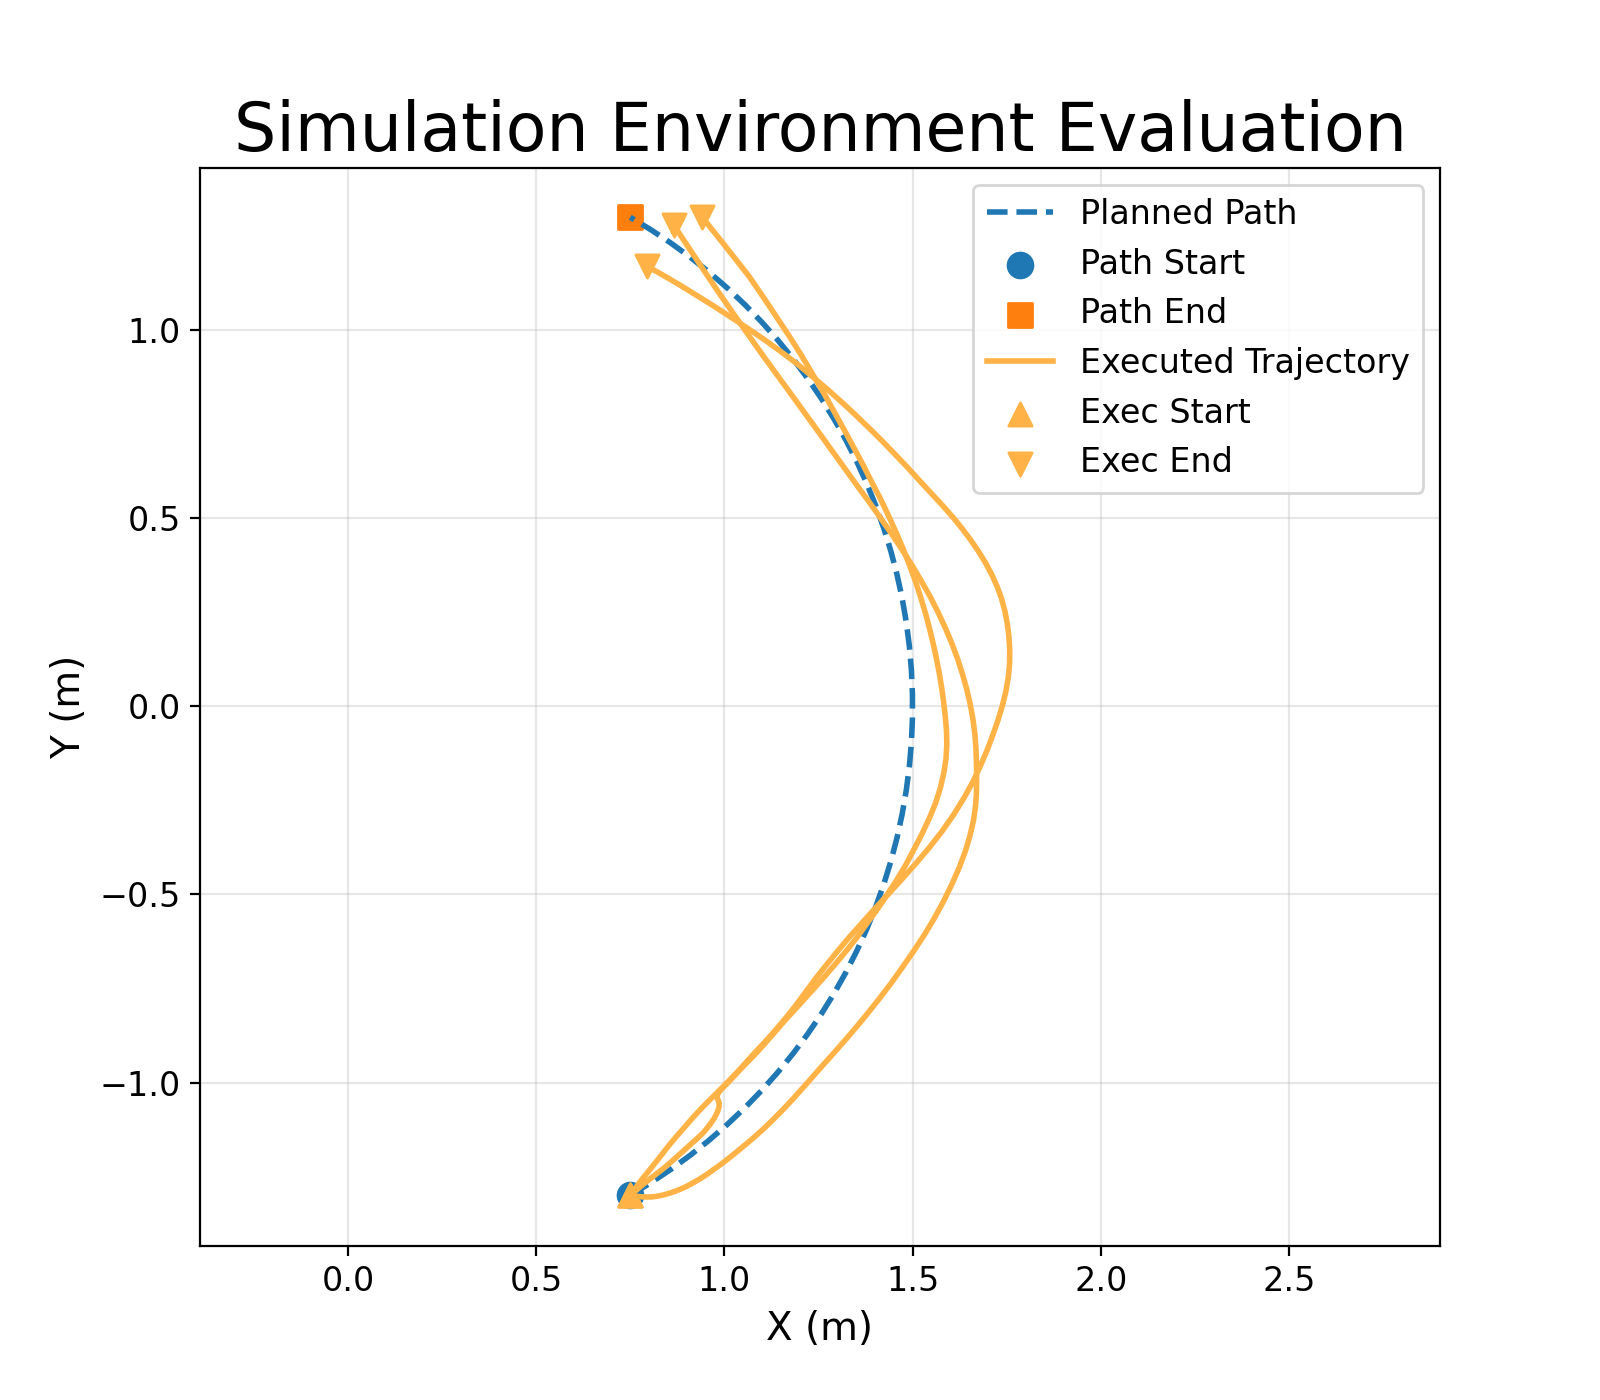 Simulation Environment Evaluation
Planned Path
Path Start
Path End
Executed Trajectory
Exec Start
Exec End
Y (m)
1.0
0.5
0.0
−0.5
−1.0
0.0 0.5 1.0 1.5 2.0 2.5
X (m)